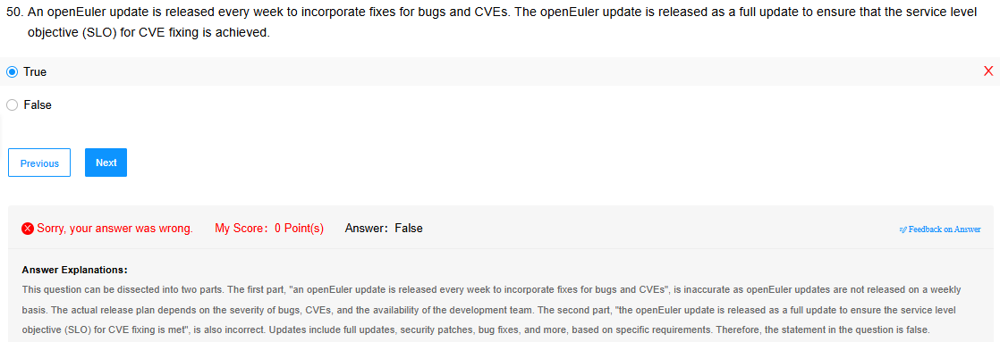 50. An openEuler update is released every week to incorporate fixes for bugs and CVEs. The openEuler update is released as a full update to ensure that the service level
objective (SLO) for CVE fixing is achieved.
True
X
False
Previous
Next
Sorry, your answer was wrong. My Score: 0 Point(s) Answer: False
Feedback on Answer
Answer Explanations:
This question can be dissected into two parts. The first part, "an openEuler update is released every week to incorporate fixes for bugs and CVEs", is inaccurate as openEuler updates are not released on a weekly
basis. The actual release plan depends on the severity of bugs, CVEs, and the availability of the development team. The second part, "the openEuler update is released as a full update to ensure the service level
objective (SLO) for CVE fixing is met", is also incorrect. Updates include full updates, security patches, bug fixes, and more, based on specific requirements. Therefore, the statement in the question is false.